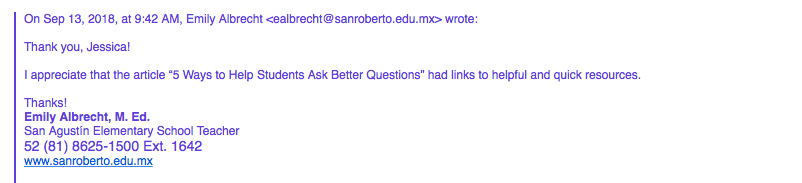 On Sep 13, 2018, at 9:42 AM, Emily Albrecht <ealbrecht@sanroberto.edu.mx> wrote:
Thank you, Jessica!
I appreciate that the article “5 Ways to Help Students Ask Better Questions” had links to helpful and quick resources.
Thanks!
Emily Albrecht, M. Ed.
San Agustín Elementary School Teacher
52 (81) 8625-1500 Ext. 1642
www.sanroberto.edu.mx